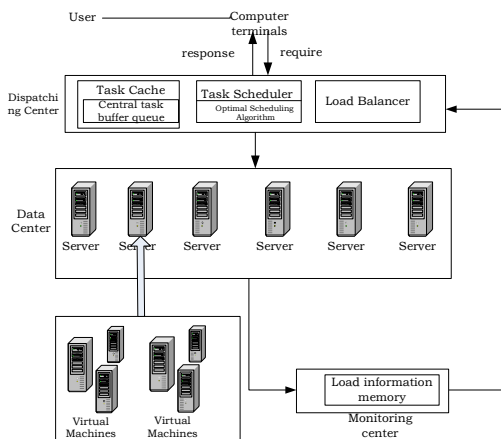 User
Computer
terminals
response
require
Dispatchi
ng Center
Task Cache
Central task
buffer queue
Task Scheduler
Optimal Scheduling
Algorithm
Load Balancer
Data
Center
Server
Server
Server
Server
Server
Server
Virtual
Machines
Virtual
Machines
Load information
memory
Monitoring
center